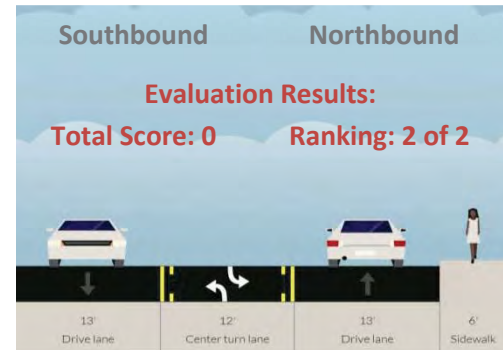 Southbound Northbound
Evaluation Results:
Total Score: 0 Ranking: 2 of 2
13' 12' 13' 6'
Drive lane Center turn lane Drive lane Sidewalk